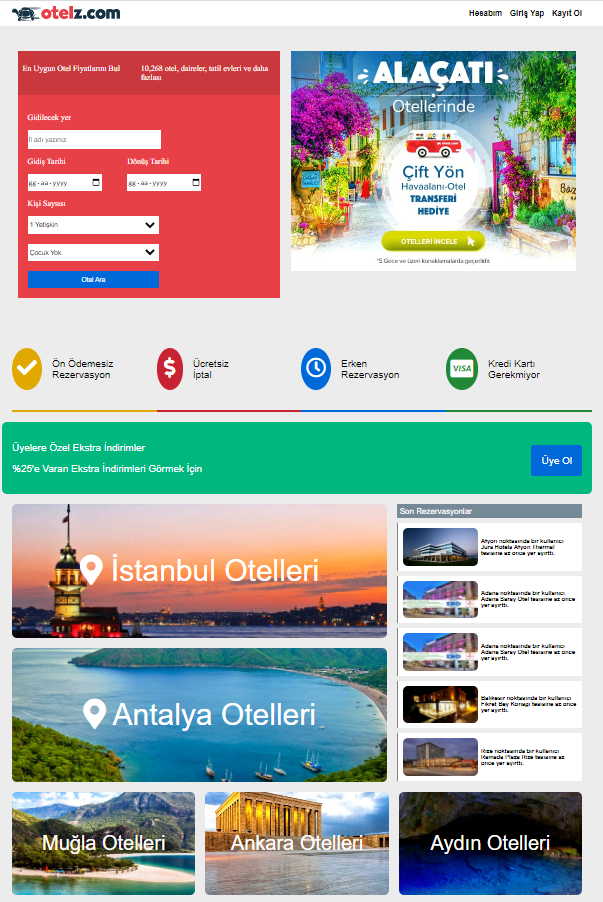 otelz.com
Hesabım Giriş Yap Kayıt Ol
En Uygun Otel Fiyatlarını Bul
10,268 otel, daireler, tatil evleri ve daha
fazlası
Gidilecek yer
İl adı yazınız
Gidiş Tarihi Dönüş Tarihi
gg-aa-yyyy gg-aa-yyyy
Kişi Sayısı
1 Yetişkin
Çocuk Yok
Otel Ara
ALAÇATI
Otellerinde
otelz.com
Çift Yön
Havaalanı-Otel
TRANSFERİ
HEDİYE
OTELLERİ İNCELE
*5 Gece ve üzeri konaklamalarda geçerlidir.
Ön Ödemesiz
Rezervasyon
$
Ücretsiz
İptal
Erken
Rezervasyon
VISA
Kredi Kartı
Gerekmiyor
Üyelere Özel Ekstra İndirimler
%25'e Varan Ekstra İndirimleri Görmek İçin
Üye Ol
İstanbul Otelleri
Antalya Otelleri
Son Rezervasyonlar
Afyon noktasında bir kullanıcı
Jura Hotels Afyon Thermal
tesisine az önce yer ayırttı.
Adana noktasında bir kullanıcı
Adana Saray Otel tesisine az önce
yer ayırttı.
Adana noktasında bir kullanıcı
Adana Saray Otel tesisine az önce
yer ayırttı.
Balıkesir noktasında bir kullanıcı
Fikret Bey Konağı tesisine az önce
yer ayırttı.
Rize noktasında bir kullanıcı
Ramada Plaza Rize tesisine az
önce yer ayırttı.
Muğla Otelleri
Ankara Otelleri
Aydın Otelleri